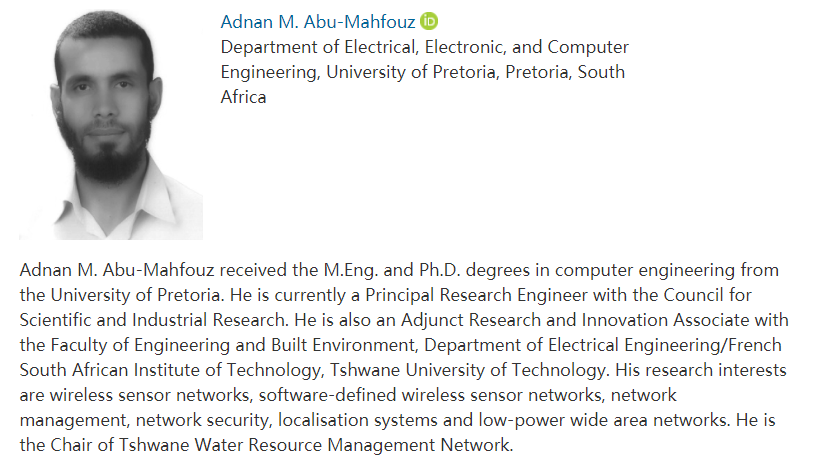 Adnan M. Abu-Mahfouz iD
Department of Electrical, Electronic, and Computer
Engineering, University of Pretoria, Pretoria, South
Africa
Adnan M. Abu-Mahfouz received the M.Eng. and Ph.D. degrees in computer engineering from
the University of Pretoria. He is currently a Principal Research Engineer with the Council for
Scientific and Industrial Research. He is also an Adjunct Research and Innovation Associate with
the Faculty of Engineering and Built Environment, Department of Electrical Engineering/French
South African Institute of Technology, Tshwane University of Technology. His research interests
are wireless sensor networks, software-defined wireless sensor networks, network
management, network security, localisation systems and low-power wide area networks. He is
the Chair of Tshwane Water Resource Management Network.